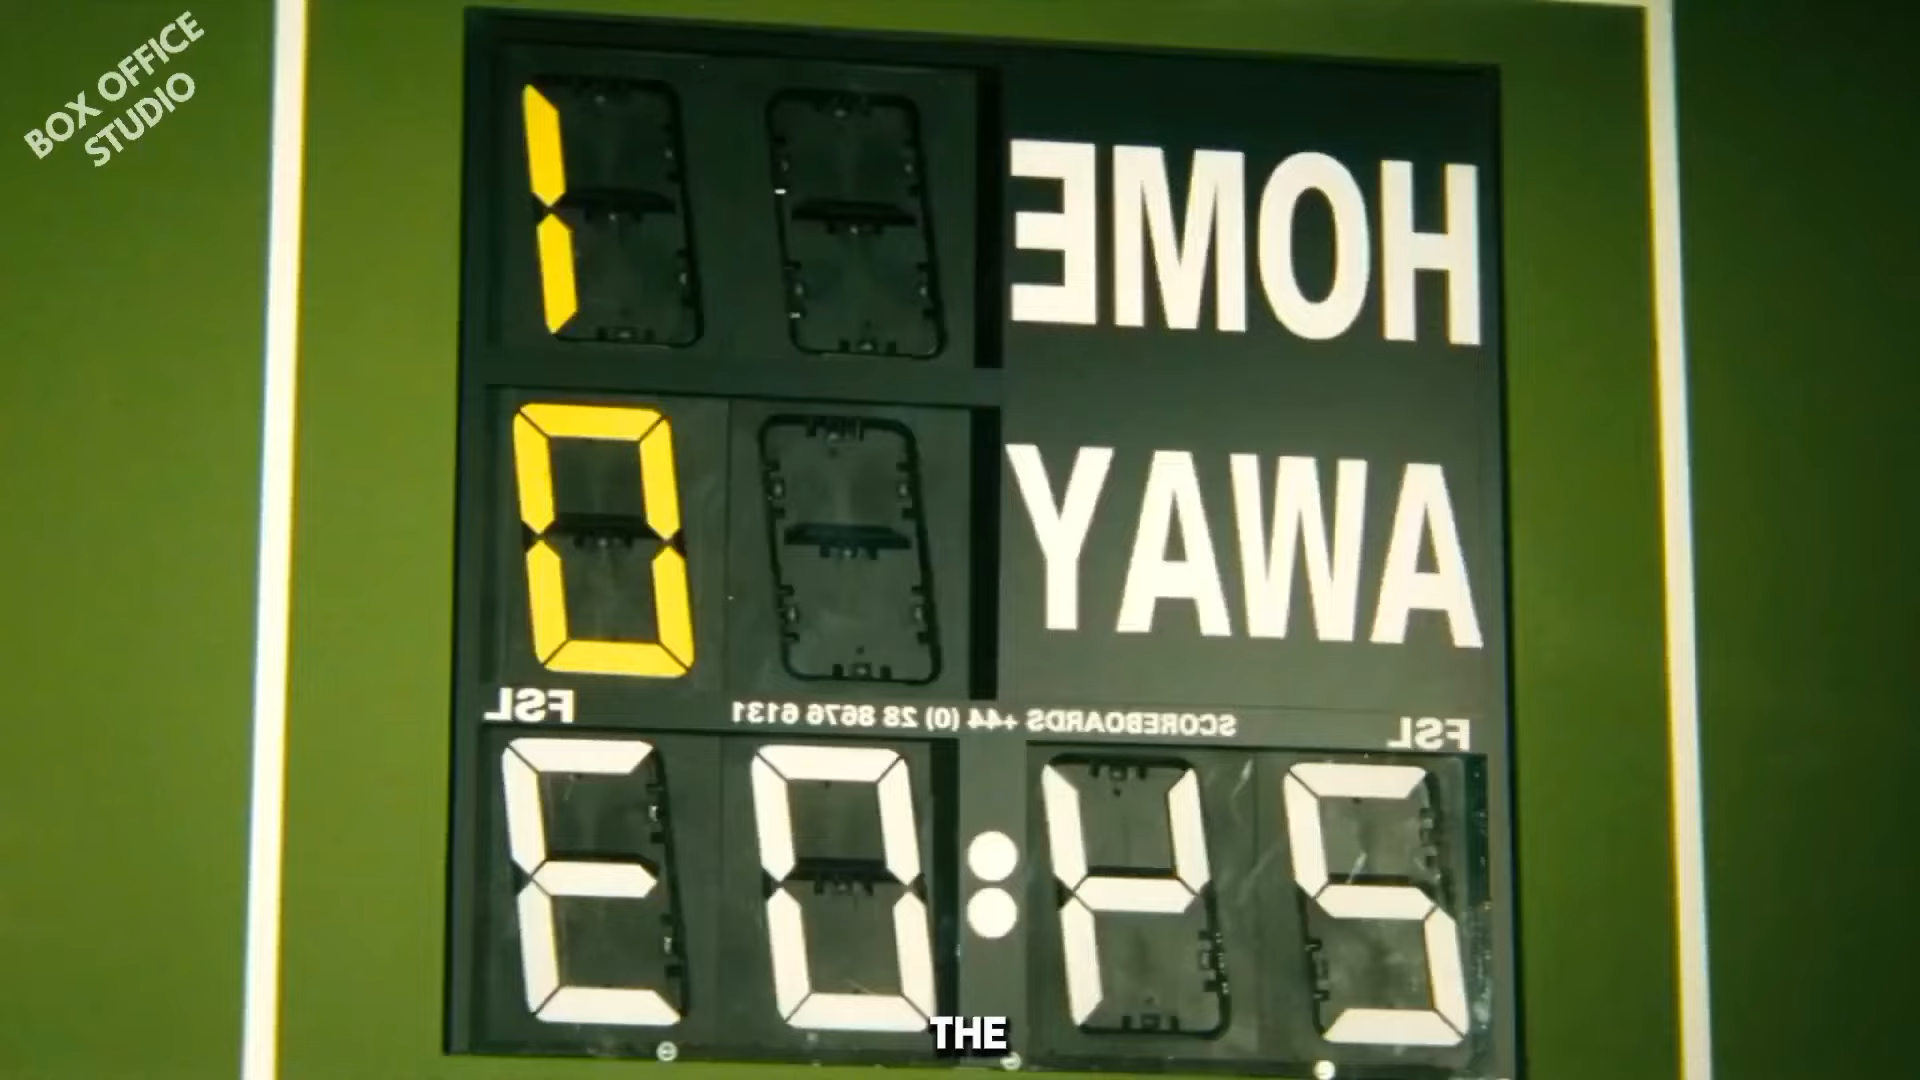 BOX OFFICE
STUDIO
HOME 1
AWAY 0
FSL SCOREBOARDS +44 (0) 28 8676 6131 FSL
24:03
THE